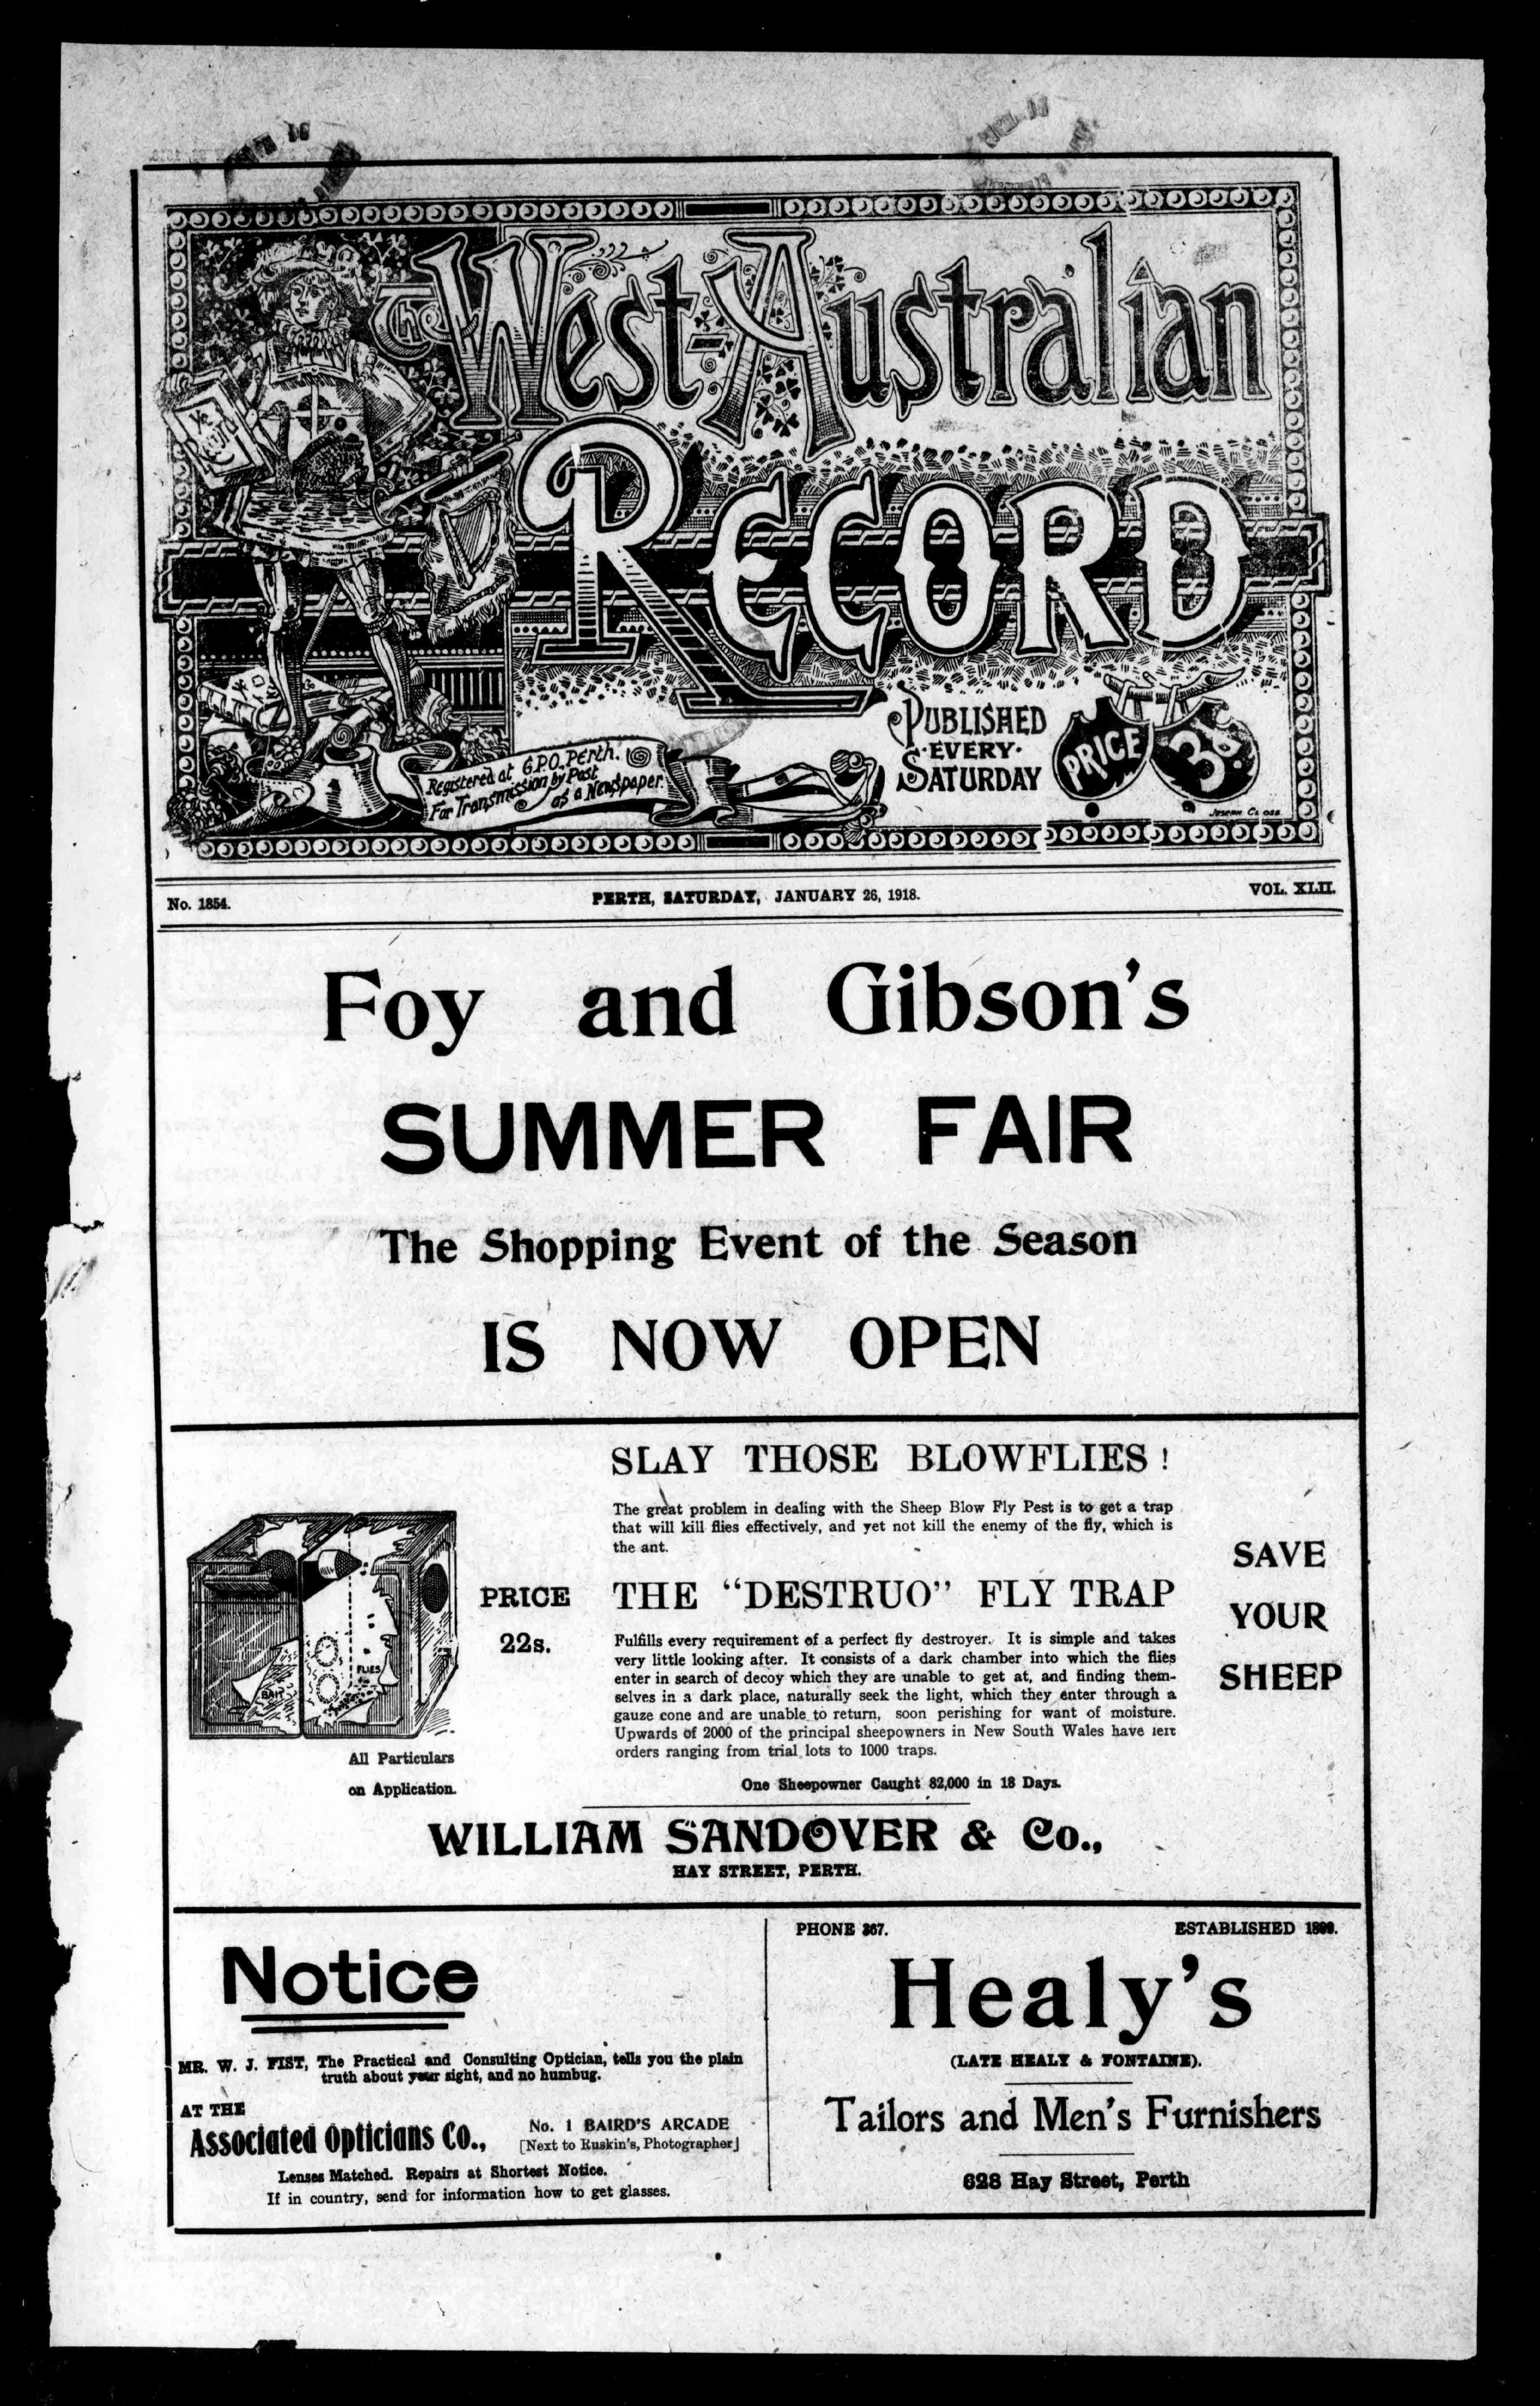 The West-Australian
Record
Registered at G.P.O. Perth.
For Transmission by Post
as a Newspaper.
Published
Every
Saturday
Price 3d.
No. 1854.
PERTH, SATURDAY, JANUARY 26, 1918.
VOL. XLII.
Foy and Gibson's
SUMMER FAIR
The Shopping Event of the Season
IS NOW OPEN
SLAY THOSE BLOWFLIES!
The great problem in dealing with the Sheep Blow Fly Pest is to get a trap
that will kill flies effectively, and yet not kill the enemy of the fly, which is
the ant.
THE "DESTRUO" FLY TRAP
Fulfills every requirement of a perfect fly destroyer. It is simple and takes
very little looking after. It consists of a dark chamber into which the flies
enter in search of decoy which they are unable to get at, and finding them-
selves in a dark place, naturally seek the light, which they enter through a
gauze cone and are unable to return, soon perishing for want of moisture.
Upwards of 2000 of the principal sheepowners in New South Wales have left
orders ranging from trial lots to 1000 traps.
One Sheepowner Caught 82,000 in 18 Days.
PRICE
22s.
FLIES
BAIT
All Particulars
on Application.
SAVE
YOUR
SHEEP
WILLIAM SANDOVER & Co.,
HAY STREET, PERTH.
Notice
MR. W. J. FIST, The Practical and Consulting Optician, tells you the plain
truth about your sight, and no humbug.
AT THE
Associated Opticians Co.,
No. 1 BAIRD'S ARCADE
[Next to Ruskin's, Photographer]
Lenses Matched. Repairs at Shortest Notice.
If in country, send for information how to get glasses.
PHONE 367.
ESTABLISHED
Healy's
(LATE HEALY & FONTAINE).
Tailors and Men's Furnishers
628 Hay Street, Perth